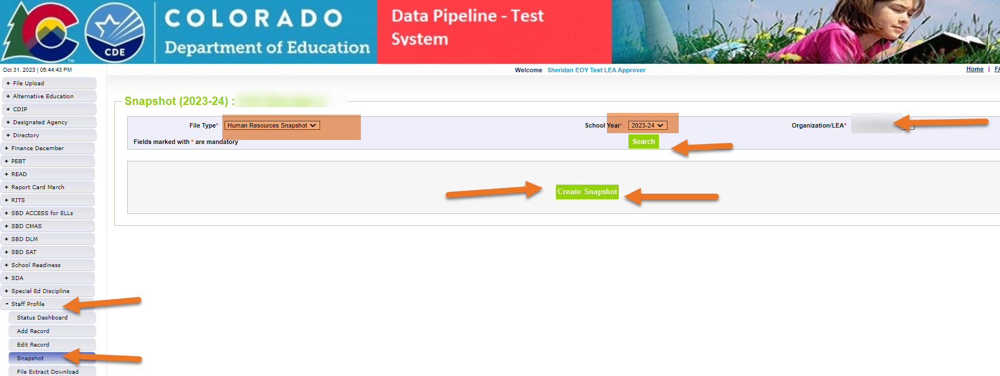 COLORADO
Department of Education
CDE
TM
Data Pipeline - Test
System
Oct 31, 2023 | 05:44:43 PM
Welcome Sheridan EOY Test LEA Approver
Home |
+ File Upload
+ Alternative Education
+ CDIP
+ Designated Agency
+ Directory
+ Finance December
+ PEBT
+ READ
+ Report Card March
+ RITS
+ SBD ACCESS for ELLs
+ SBD CMAS
+ SBD DLM
+ SBD SAT
+ School Readiness
+ SDA
+ Special Ed Discipline
- Staff Profile
Status Dashboard
Add Record
Edit Record
Snapshot
File Extract Download
Snapshot (2023-24) :
File Type* Human Resources Snapshot
School Year* 2023-24
Organization/LEA*
Fields marked with * are mandatory
Search
Create Snapshot